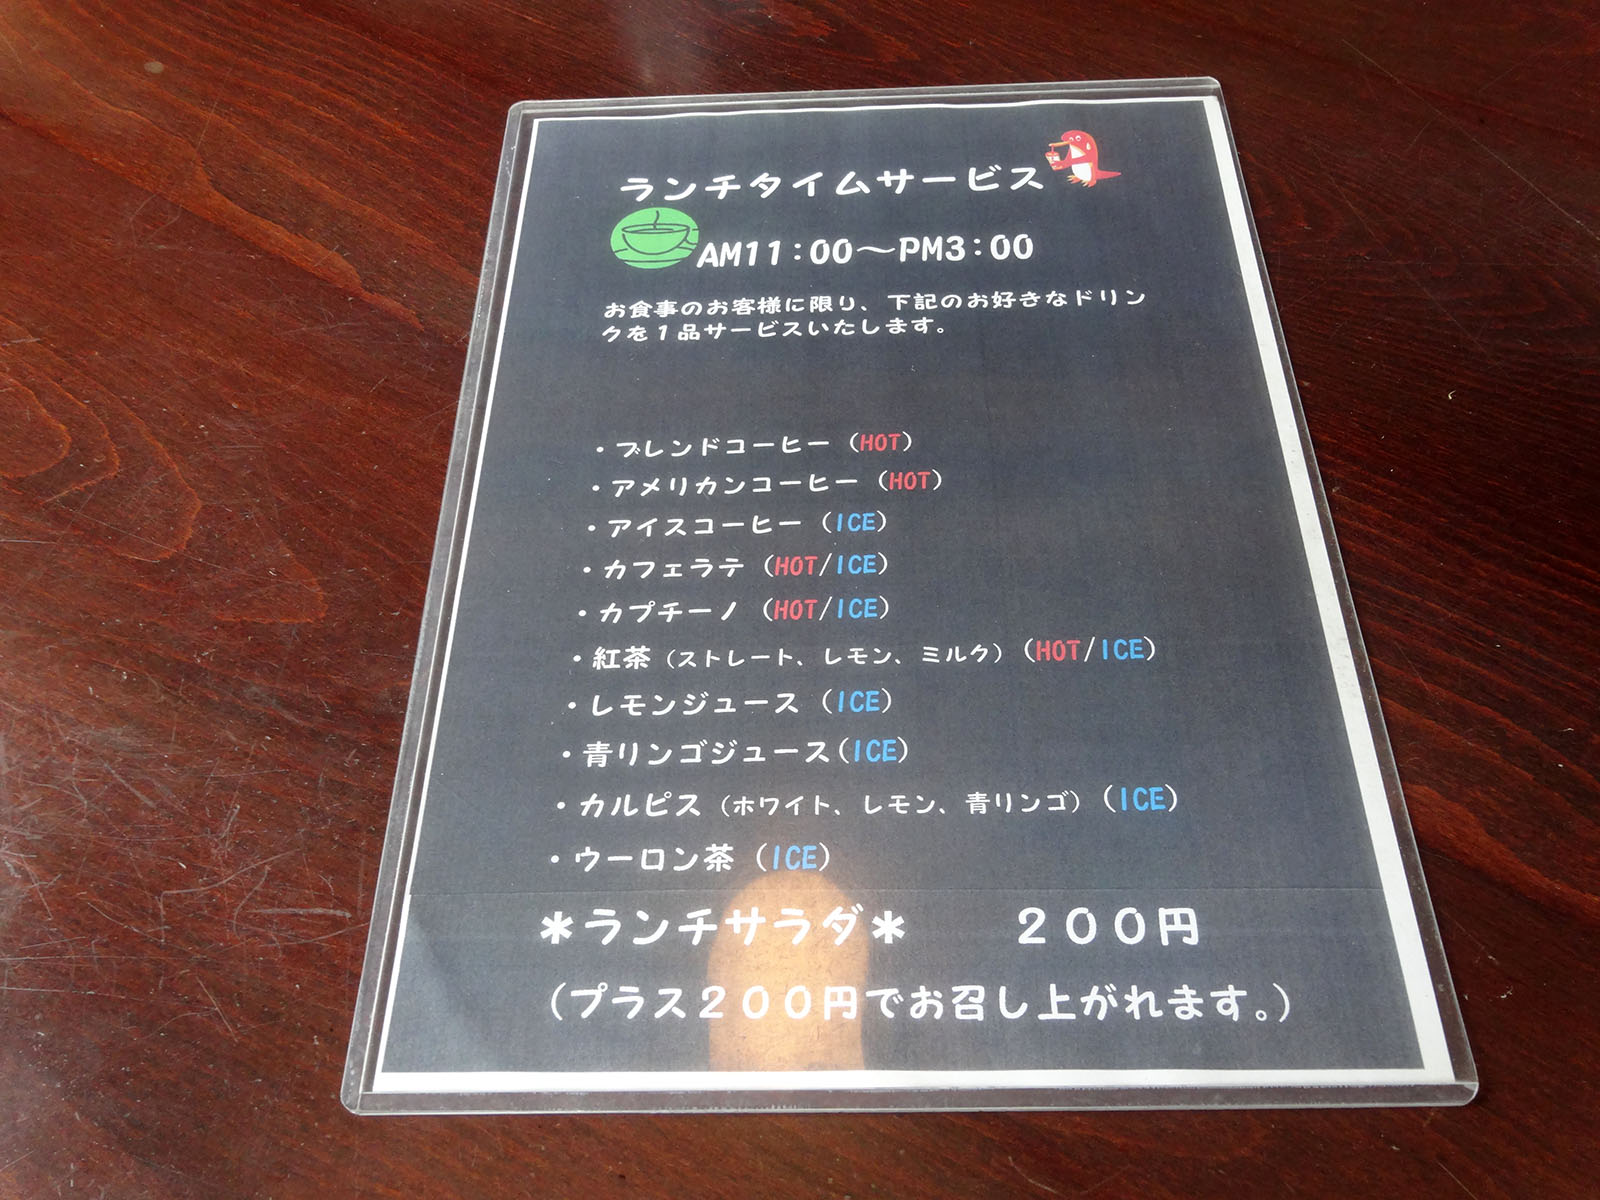 ランチタイムサービス
AM11:00～PM3:00
お食事のお客様に限り、下記のお好きなドリン
クを1品サービスいたします。
・ブレンドコーヒー（HOT）
・アメリカンコーヒー（HOT）
・アイスコーヒー（ICE）
・カフェラテ（HOT/ICE）
・カプチーノ（HOT/ICE）
・紅茶（ストレート、レモン、ミルク）（HOT/ICE）
・レモンジュース（ICE）
・青リンゴジュース（ICE）
・カルピス（ホワイト、レモン、青リンゴ）（ICE）
・ウーロン茶（ICE）
＊ランチサラダ＊　２００円
（プラス２００円でお召し上がれます。）